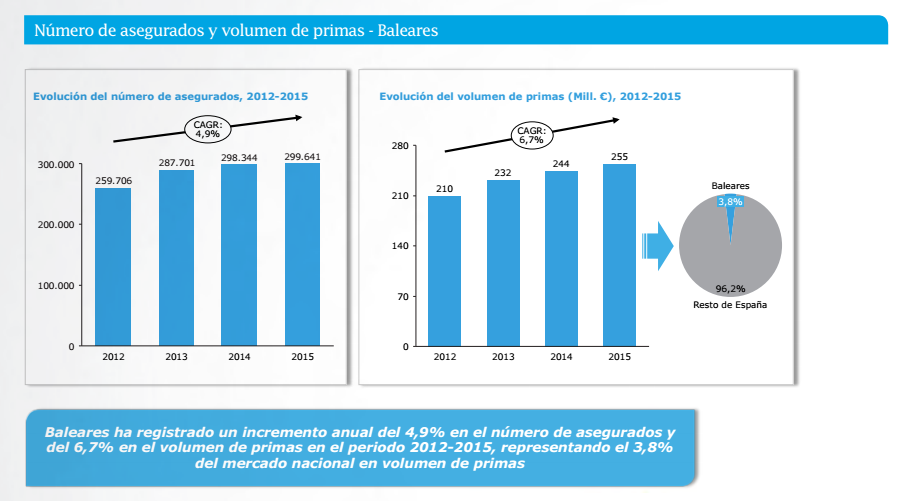 Número de asegurados y volumen de primas - Baleares
Evolución del número de asegurados, 2012-2015
CAGR:
4,9%
300.000
200.000
100.000
0
259.706
287.701
298.344
299.641
2012
2013
2014
2015
Evolución del volumen de primas (Mill. €), 2012-2015
CAGR:
6,7%
280
210
140
70
0
210
232
244
255
2012
2013
2014
2015
Baleares
3,8%
96,2%
Resto de España
Baleares ha registrado un incremento anual del 4,9% en el número de asegurados y
del 6,7% en el volumen de primas en el periodo 2012-2015, representando el 3,8%
del mercado nacional en volumen de primas